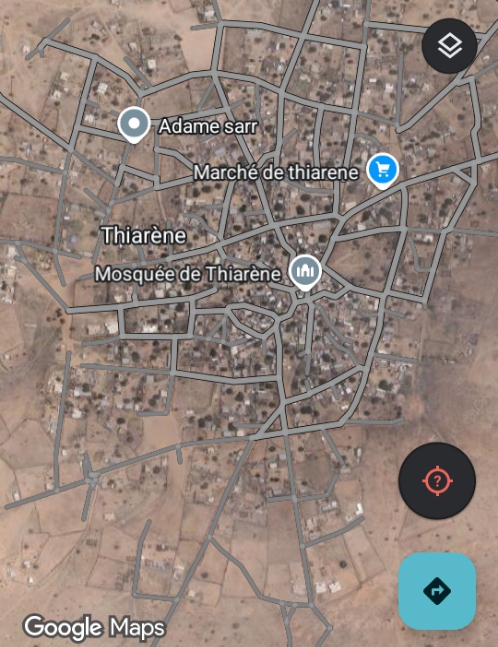 Adame sarr
Marché de thiarene
Thiarène
Mosquée de Thiarène
?
Google Maps